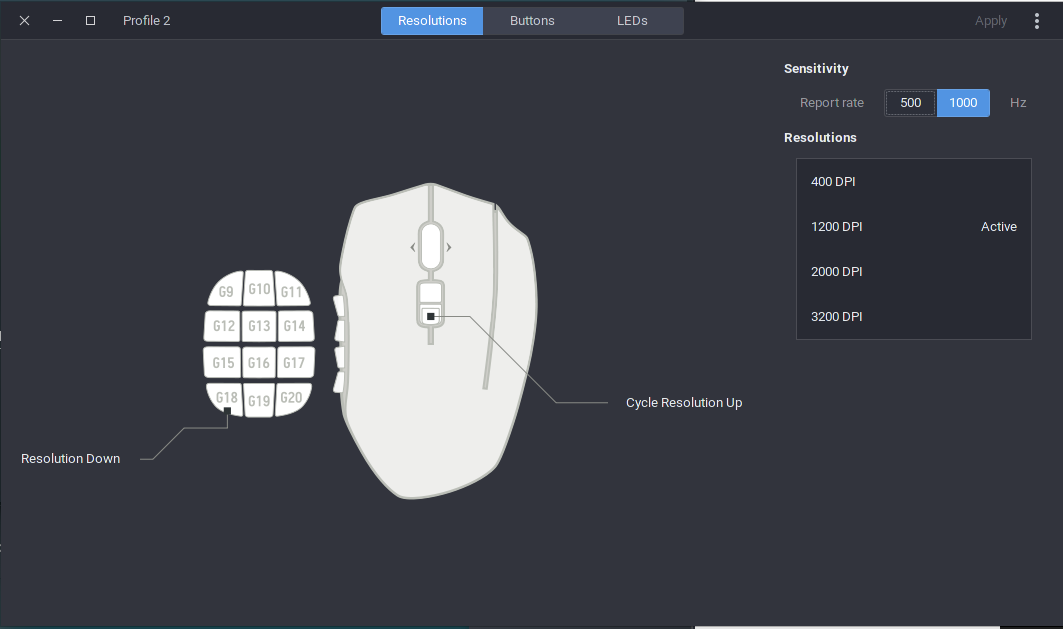 Profile 2
Resolutions Buttons LEDs
Apply
Sensitivity
Report rate 500 1000 Hz
Resolutions
400 DPI
1200 DPI Active
2000 DPI
3200 DPI
G9 G10 G11
G12 G13 G14
G15 G16 G17
G18 G19 G20
Cycle Resolution Up
Resolution Down